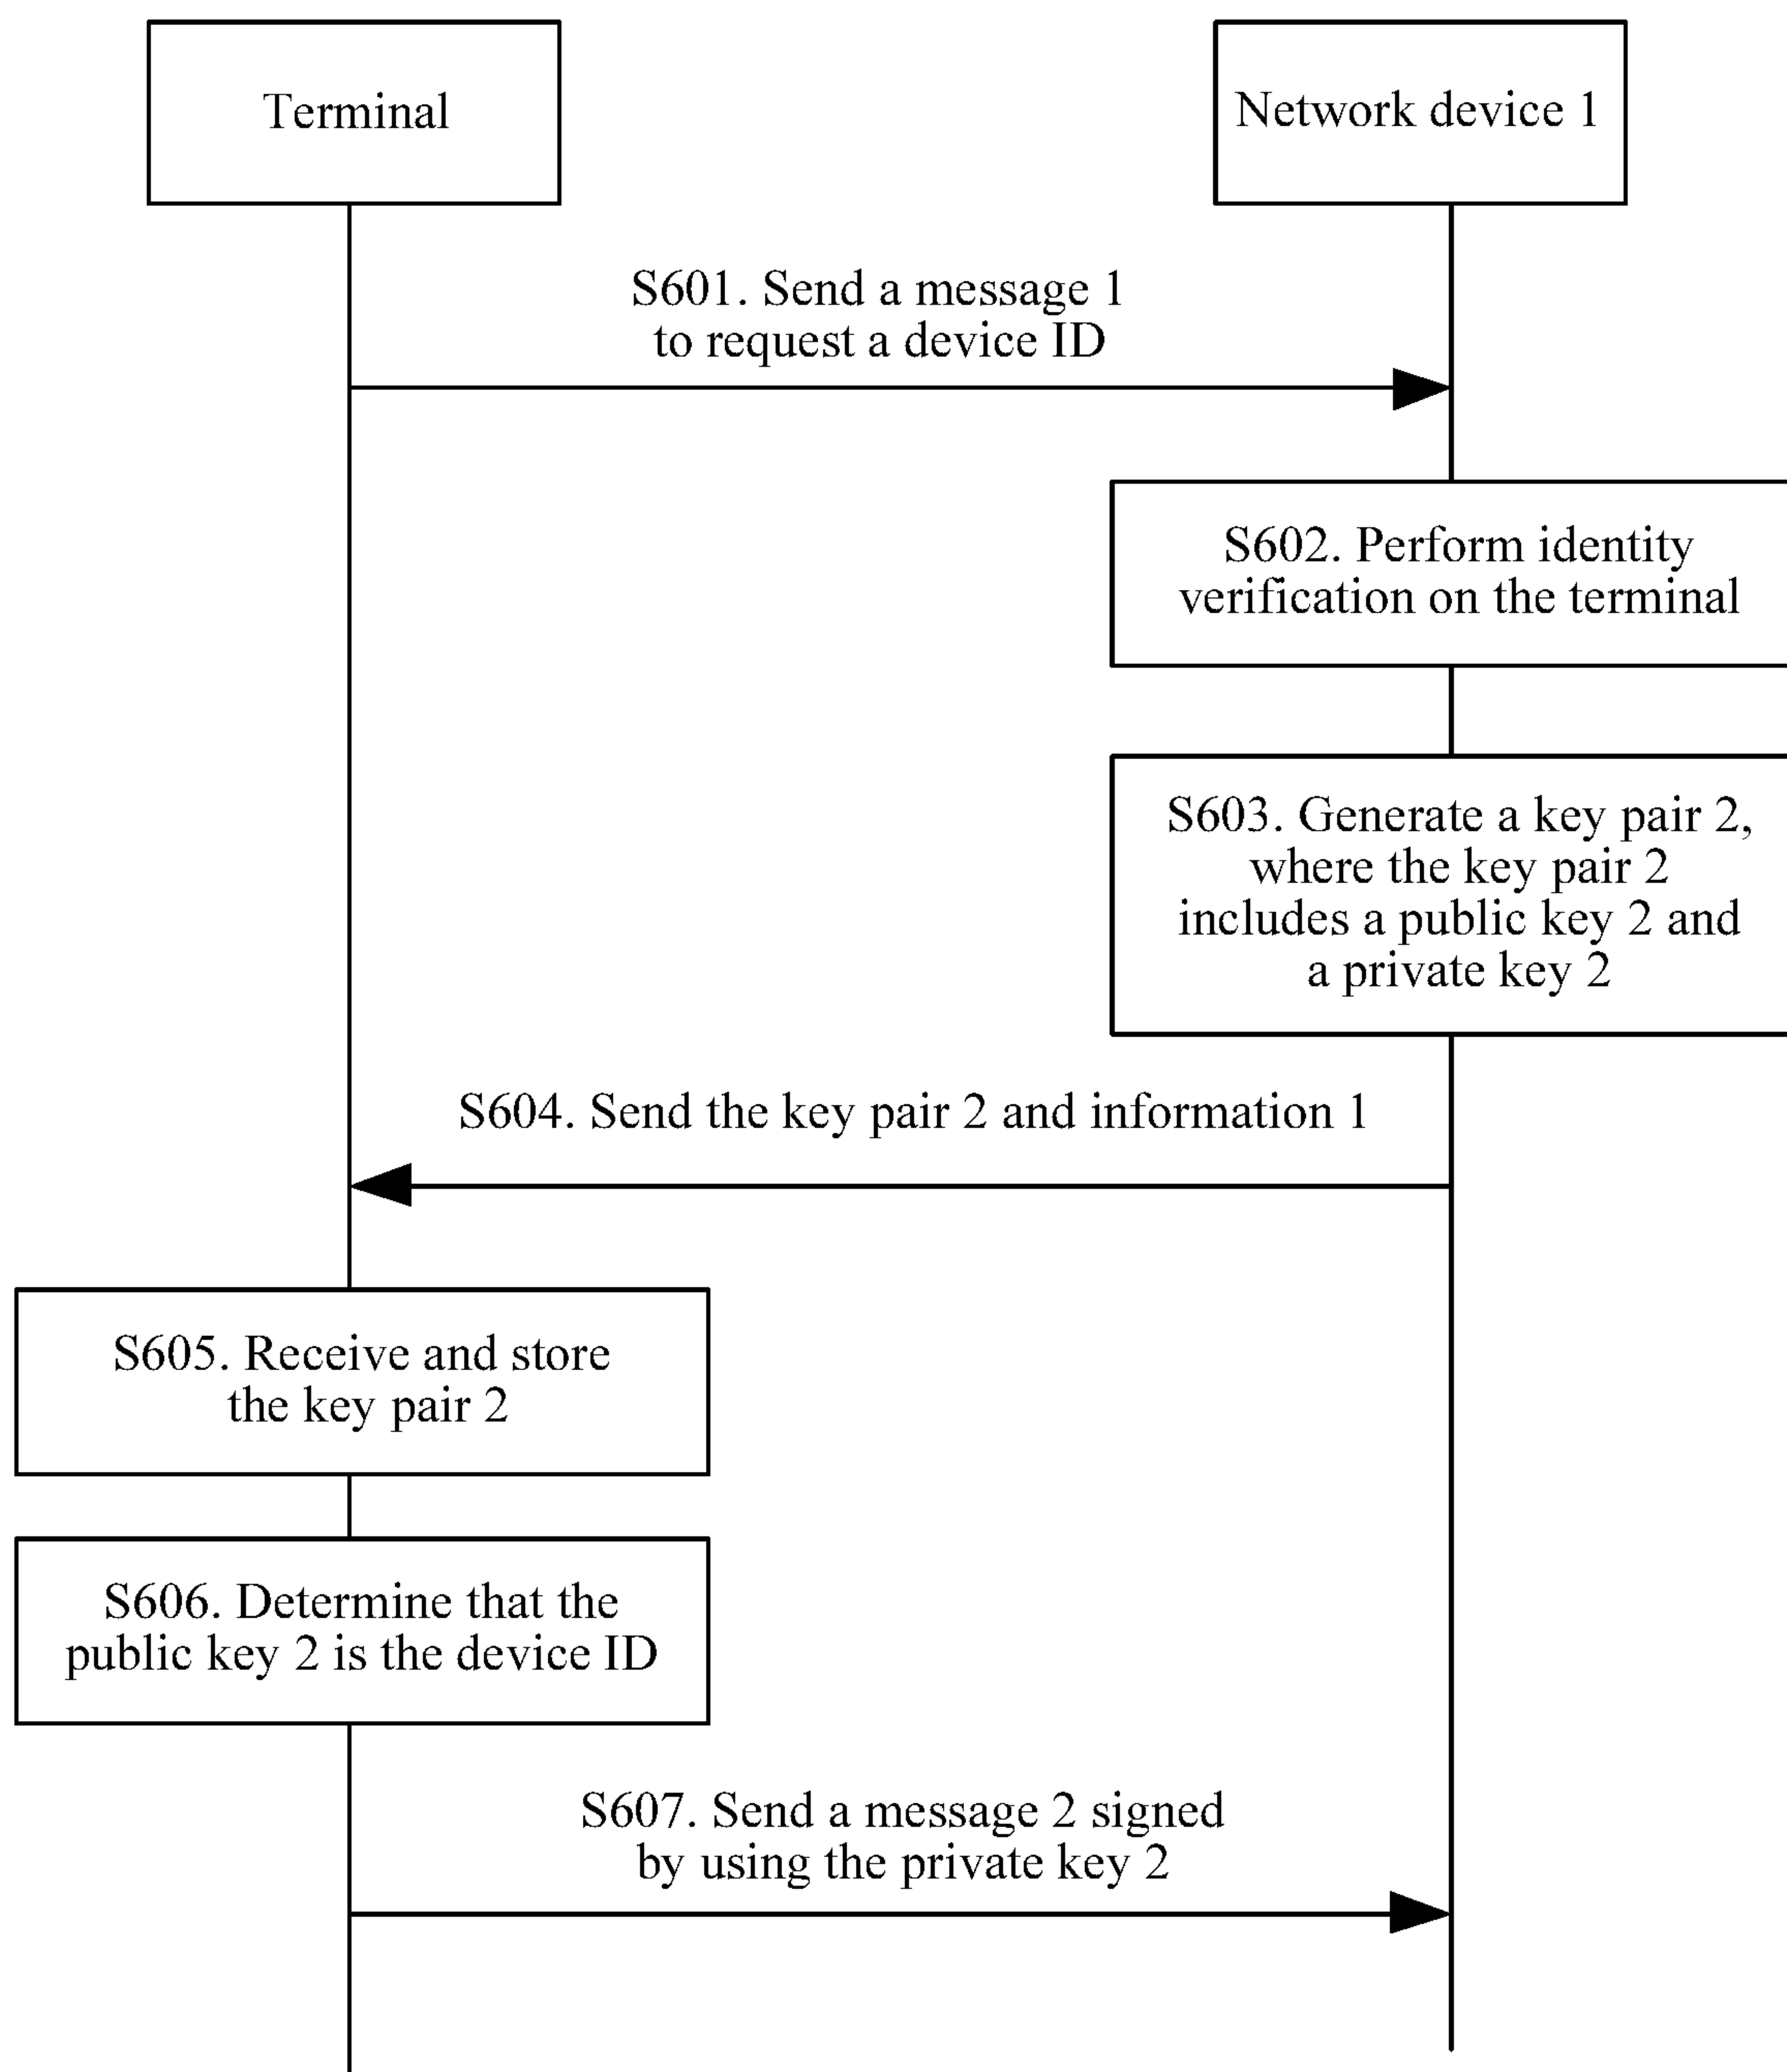 Terminal
Network device 1
S601. Send a message 1
to request a device ID
S602. Perform identity
verification on the terminal
S603. Generate a key pair 2,
where the key pair 2
includes a public key 2 and
a private key 2
S604. Send the key pair 2 and information 1
S605. Receive and store
the key pair 2
S606. Determine that the
public key 2 is the device ID
S607. Send a message 2 signed
by using the private key 2